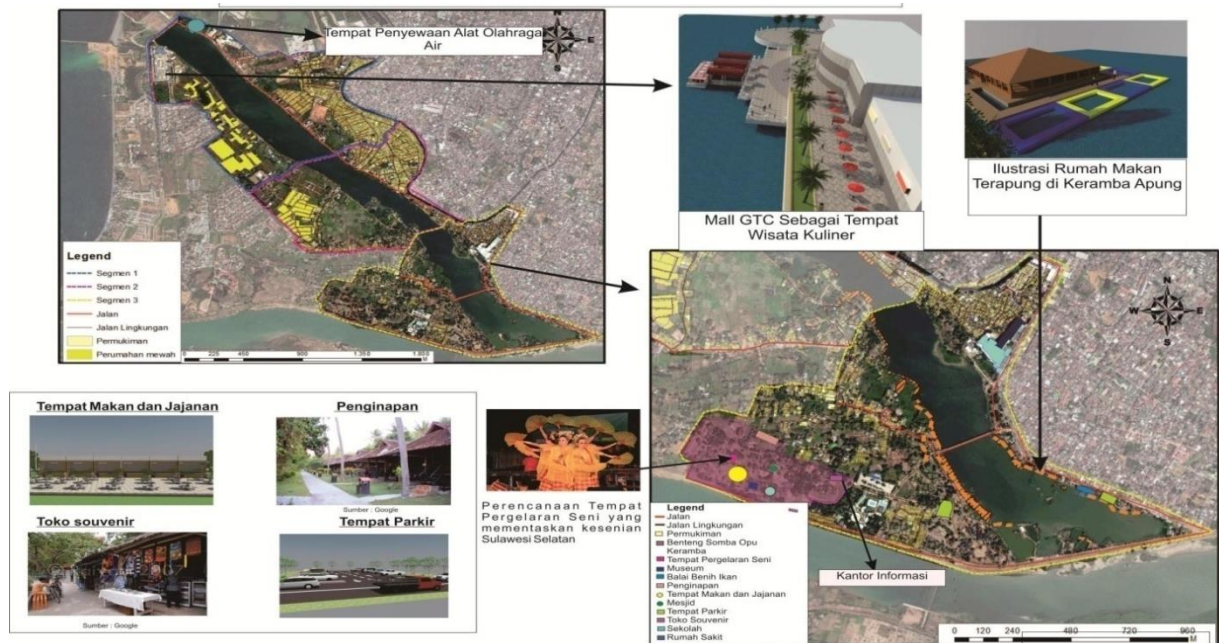 Tempat Penyewaan Alat Olahraga
Air
N
E
S
Legend
Segmen 1
Segmen 2
Segmen 3
Jalan
Jalan Lingkungan
Permukiman
Perumahan mewah
0 225 450 900 1.350 1.800
M
Mall GTC Sebagai Tempat
Wisata Kuliner
Ilustrasi Rumah Makan
Terapung di Keramba Apung
Tempat Makan dan Jajanan
Penginapan
Sumber : Google
Toko souvenir
Tempat Parkir
Sumber : Google
Perencanaan Tempat
Pergelaran Seni yang
mementaskan kesenian
Sulawesi Selatan
N
W E
S
Legend
Jalan
Jalan Lingkungan
Permukiman
Benteng Somba Opu
Keramba
Tempat Pergelaran Seni
Museum
Balai Benih Ikan
Penginapan
Tempat Makan dan Jajanan
Mesjid
Tempat Parkir
Toko Souvenir
Sekolah
Rumah Sakit
Kantor Informasi
0 120 240 480 720 960
M